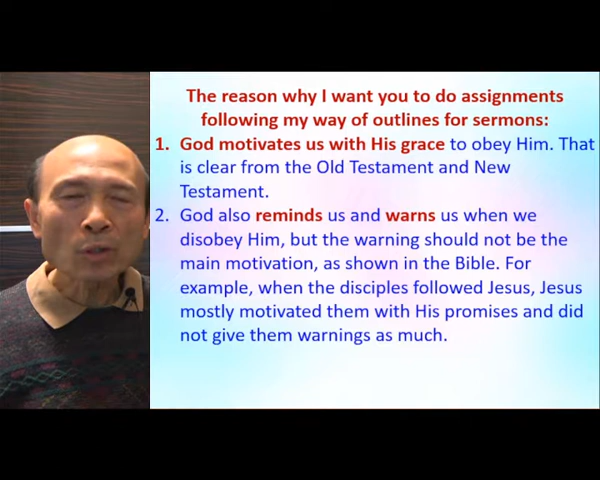 The reason why I want you to do assignments
following my way of outlines for sermons:
1. God motivates us with His grace to obey Him. That
is clear from the Old Testament and New
Testament.
2. God also reminds us and warns us when we
disobey Him, but the warning should not be the
main motivation, as shown in the Bible. For
example, when the disciples followed Jesus, Jesus
mostly motivated them with His promises and did
not give them warnings as much.